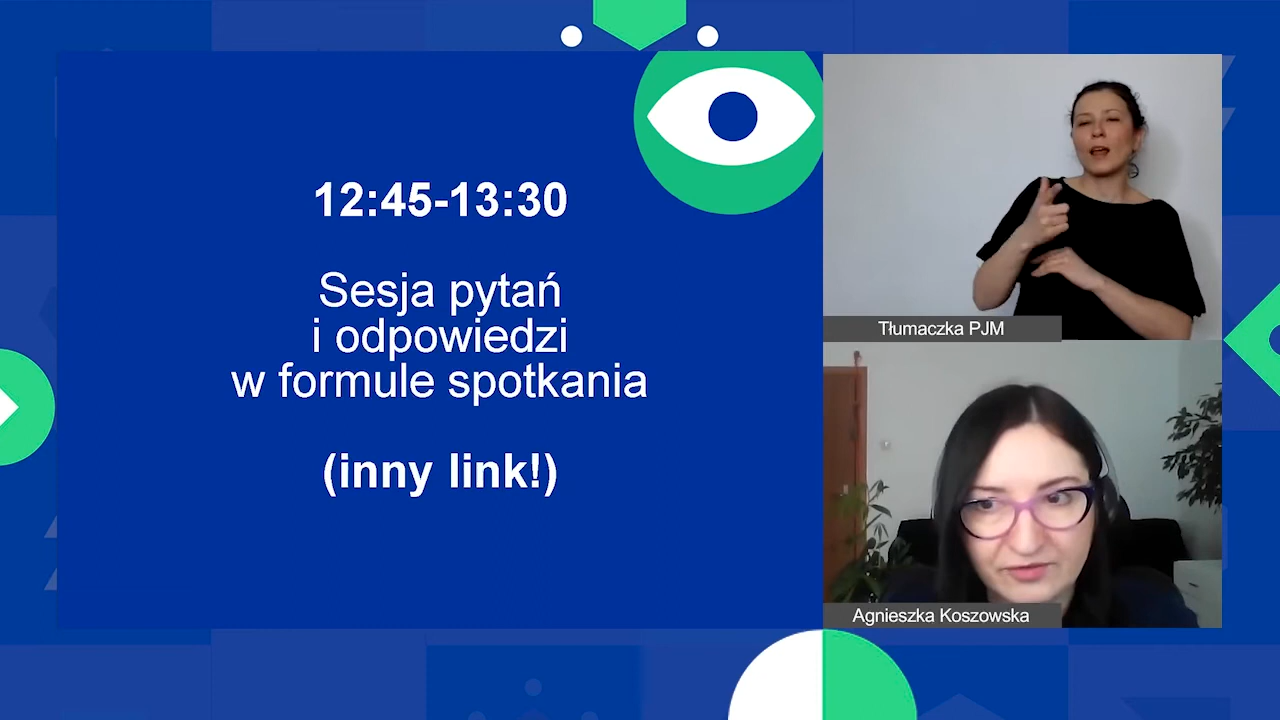 12:45-13:30
Sesja pytań
i odpowiedzi
w formule spotkania
(inny link!)
Tłumaczka PJM
Agnieszka Koszowska